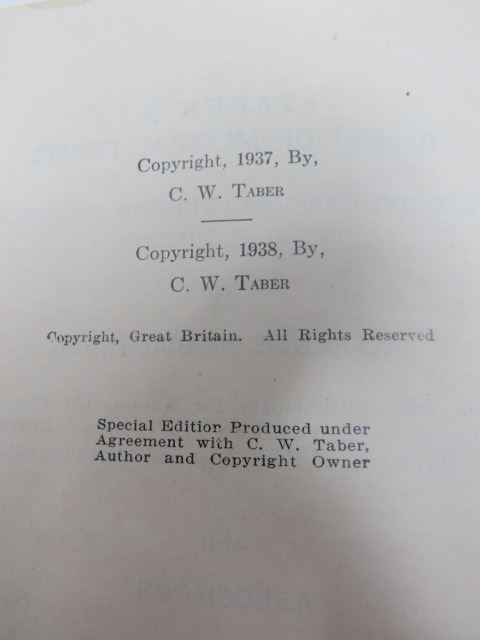 Copyright, 1937, By,
C. W. TABER
Copyright, 1938, By,
C. W. TABER
Copyright, Great Britain. All Rights Reserved
Special Edition Produced under
Agreement with C. W. Taber,
Author and Copyright Owner